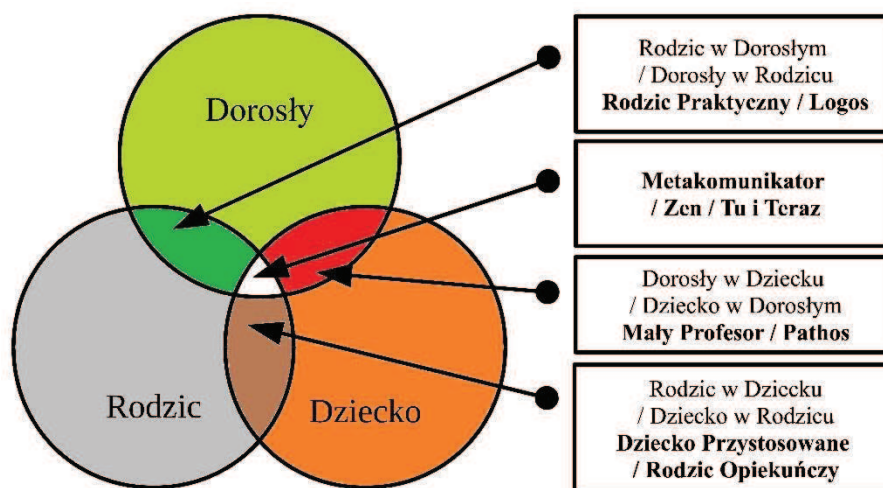 Dorosły
Rodzic
Dziecko
Rodzic w Dorosłym
/ Dorosły w Rodzicu
Rodzic Praktyczny / Logos
Metakomunikator
/ Zen / Tu i Teraz
Dorosły w Dziecku
/ Dziecko w Dorosłym
Mały Profesor / Pathos
Rodzic w Dziecku
/ Dziecko w Rodzicu
Dziecko Przystosowane
/ Rodzic Opiekuńczy